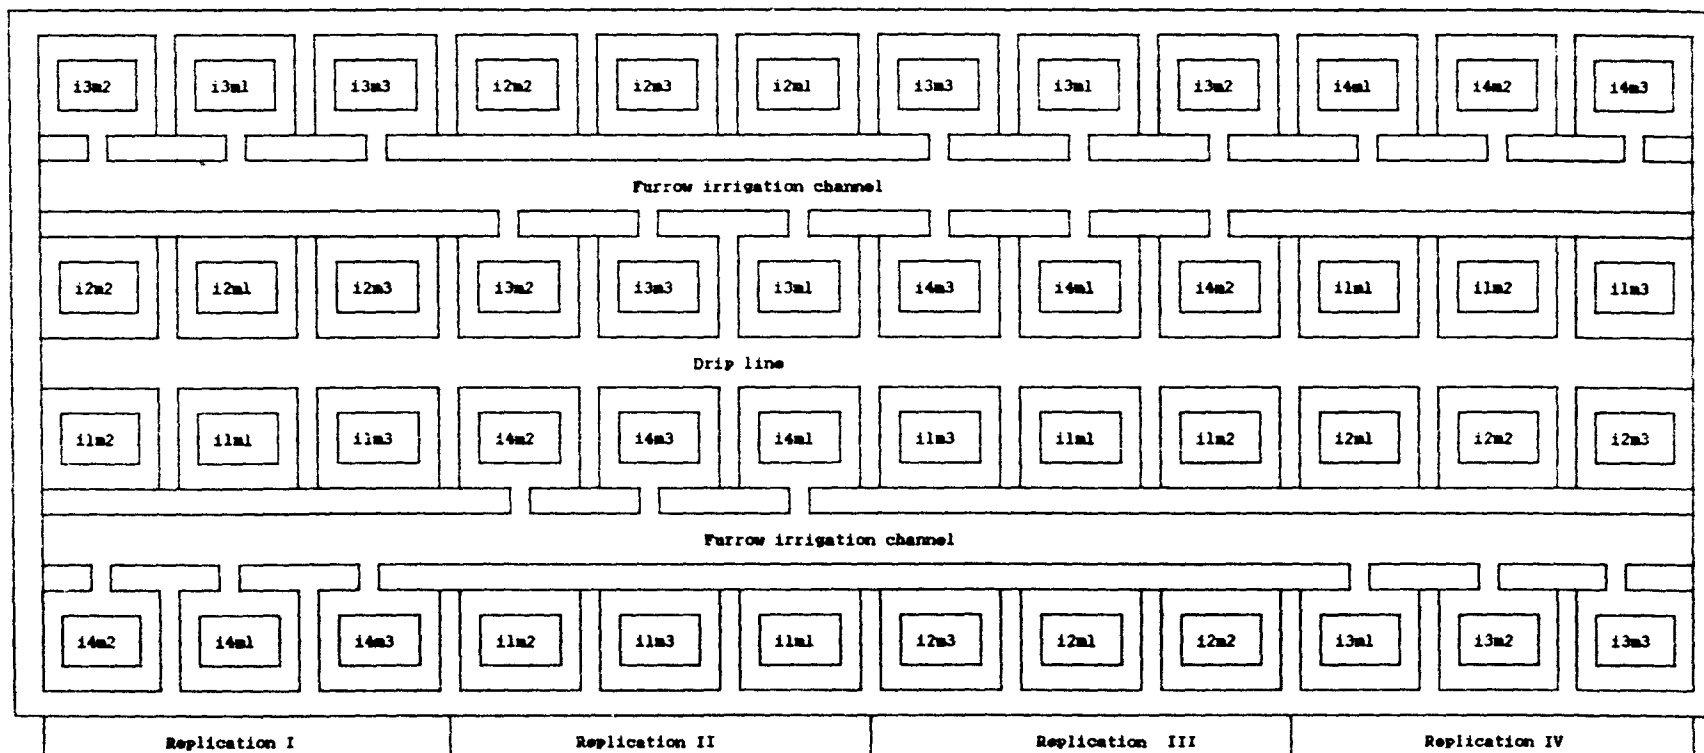 i3m2 i3m1 i3m3 i2m2 i2m3 i2m1 i3m3 i3m1 i3m2 i4m1 i4m2 i4m3
Furrow irrigation channel
i2m2 i2m1 i2m3 i3m2 i3m3 i3m1 i4m3 i4m1 i4m2 i1m1 i1m2 i1m3
Drip line
i1m2 i1m1 i1m3 i4m2 i4m3 i4m1 i1m3 i1m1 i1m2 i2m1 i2m2 i2m3
Furrow irrigation channel
i4m2 i4m1 i4m3 i1m2 i1m3 i1m1 i2m3 i2m1 i2m2 i3m1 i3m2 i3m3
Replication I Replication II Replication III Replication IV